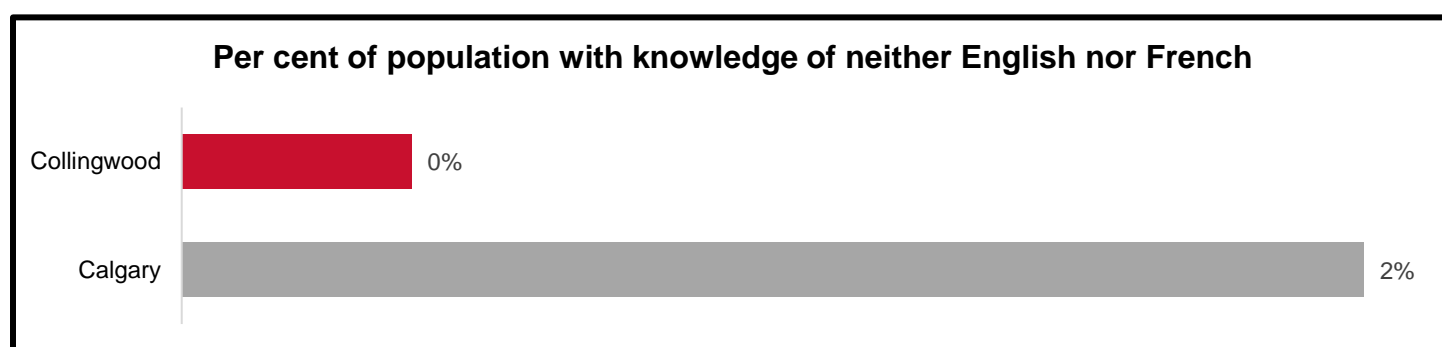 Per cent of population with knowledge of neither English nor French
Collingwood 0%
Calgary 2%